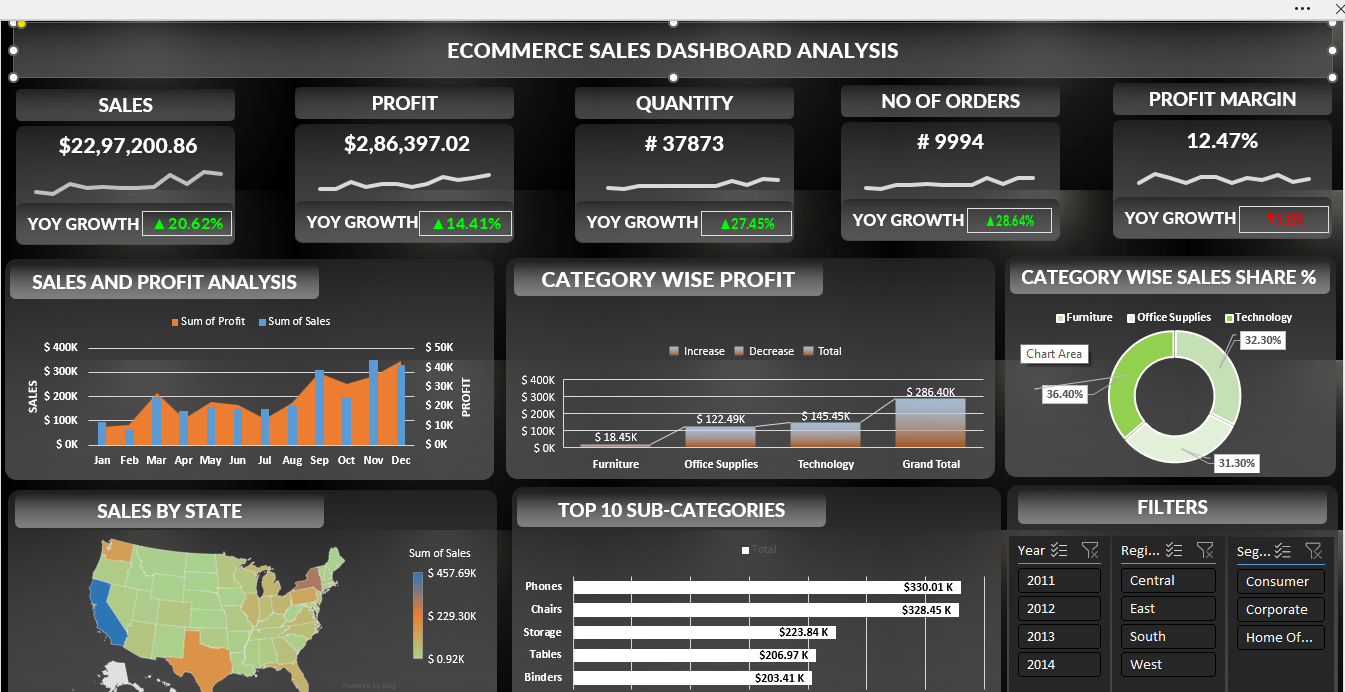 ECOMMERCE SALES DASHBOARD ANALYSIS
SALES
$22,97,200.86
YOY GROWTH ▲20.62%
PROFIT
$2,86,397.02
YOY GROWTH ▲14.41%
QUANTITY
# 37873
YOY GROWTH ▲27.45%
NO OF ORDERS
# 9994
YOY GROWTH ▲28.64%
PROFIT MARGIN
12.47%
YOY GROWTH
SALES AND PROFIT ANALYSIS
Sum of Profit Sum of Sales
$ 400K
$ 300K
$ 200K
$ 100K
$ 0K
SALES
$ 50K
$ 40K
$ 30K
$ 20K
$ 10K
$ 0K
PROFIT
Jan Feb Mar Apr May Jun Jul Aug Sep Oct Nov Dec
CATEGORY WISE PROFIT
Increase Decrease Total
$ 400K
$ 300K
$ 200K
$ 100K
$ 0K
$ 18.45K
$ 122.49K
$ 145.45K
$ 286.40K
Furniture Office Supplies Technology Grand Total
CATEGORY WISE SALES SHARE %
Furniture Office Supplies Technology
Chart Area
32.30%
36.40%
31.30%
SALES BY STATE
Sum of Sales
$ 457.69K
$ 229.30K
$ 0.92K
Powered by Bing
TOP 10 SUB-CATEGORIES
Total
Phones $330.01 K
Chairs $328.45 K
Storage $223.84 K
Tables $206.97 K
Binders $203.41 K
FILTERS
Year
2011
2012
2013
2014
Regi...
Central
East
South
West
Seg...
Consumer
Corporate
Home Of...